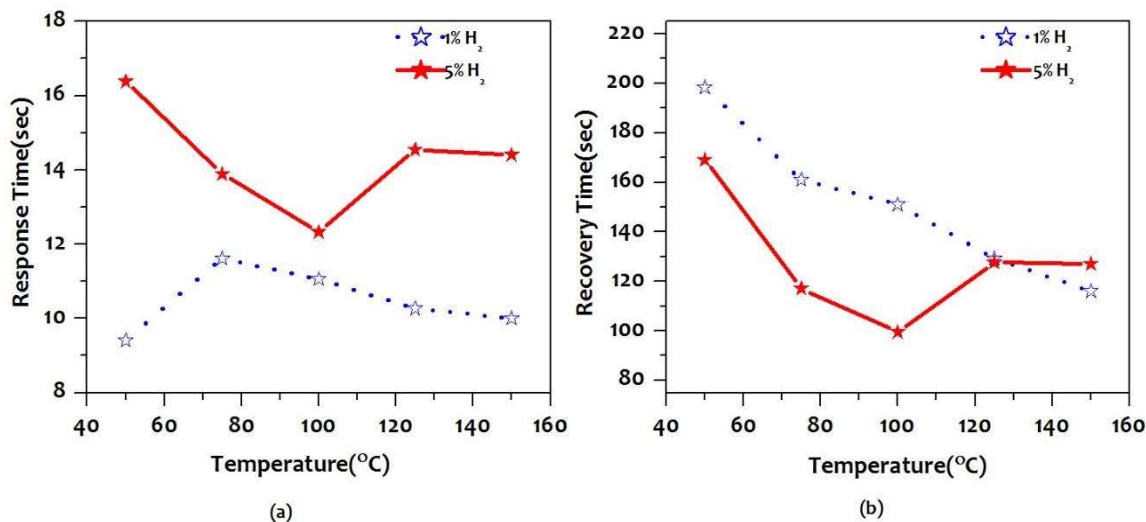 18
16
14
12
10
8
40 60 80 100 120 140 160
Response Time(sec)
Temperature(°C)
1% H₂
5% H₂
(a)
220
200
180
160
140
120
100
80
40 60 80 100 120 140 160
Recovery Time(sec)
Temperature(°C)
1% H₂
5% H₂
(b)